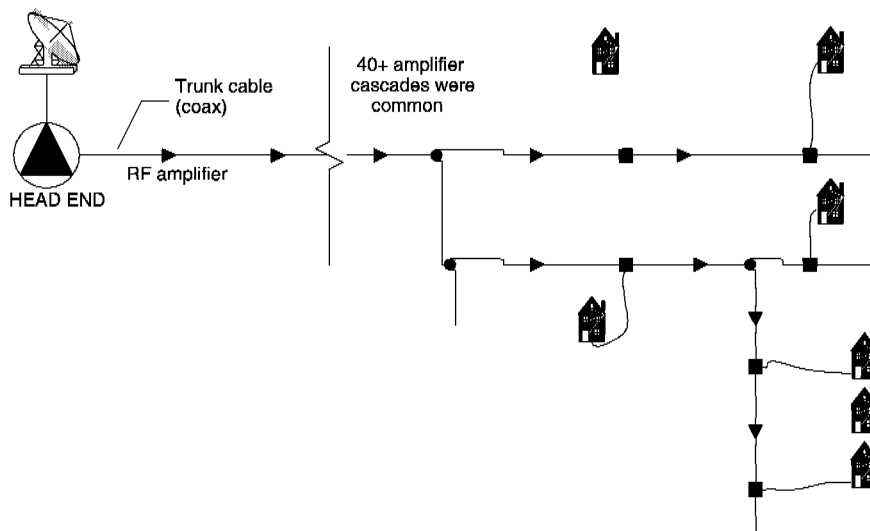 40+ amplifier
cascades were
common
Trunk cable
(coax)
RF amplifier
HEAD END